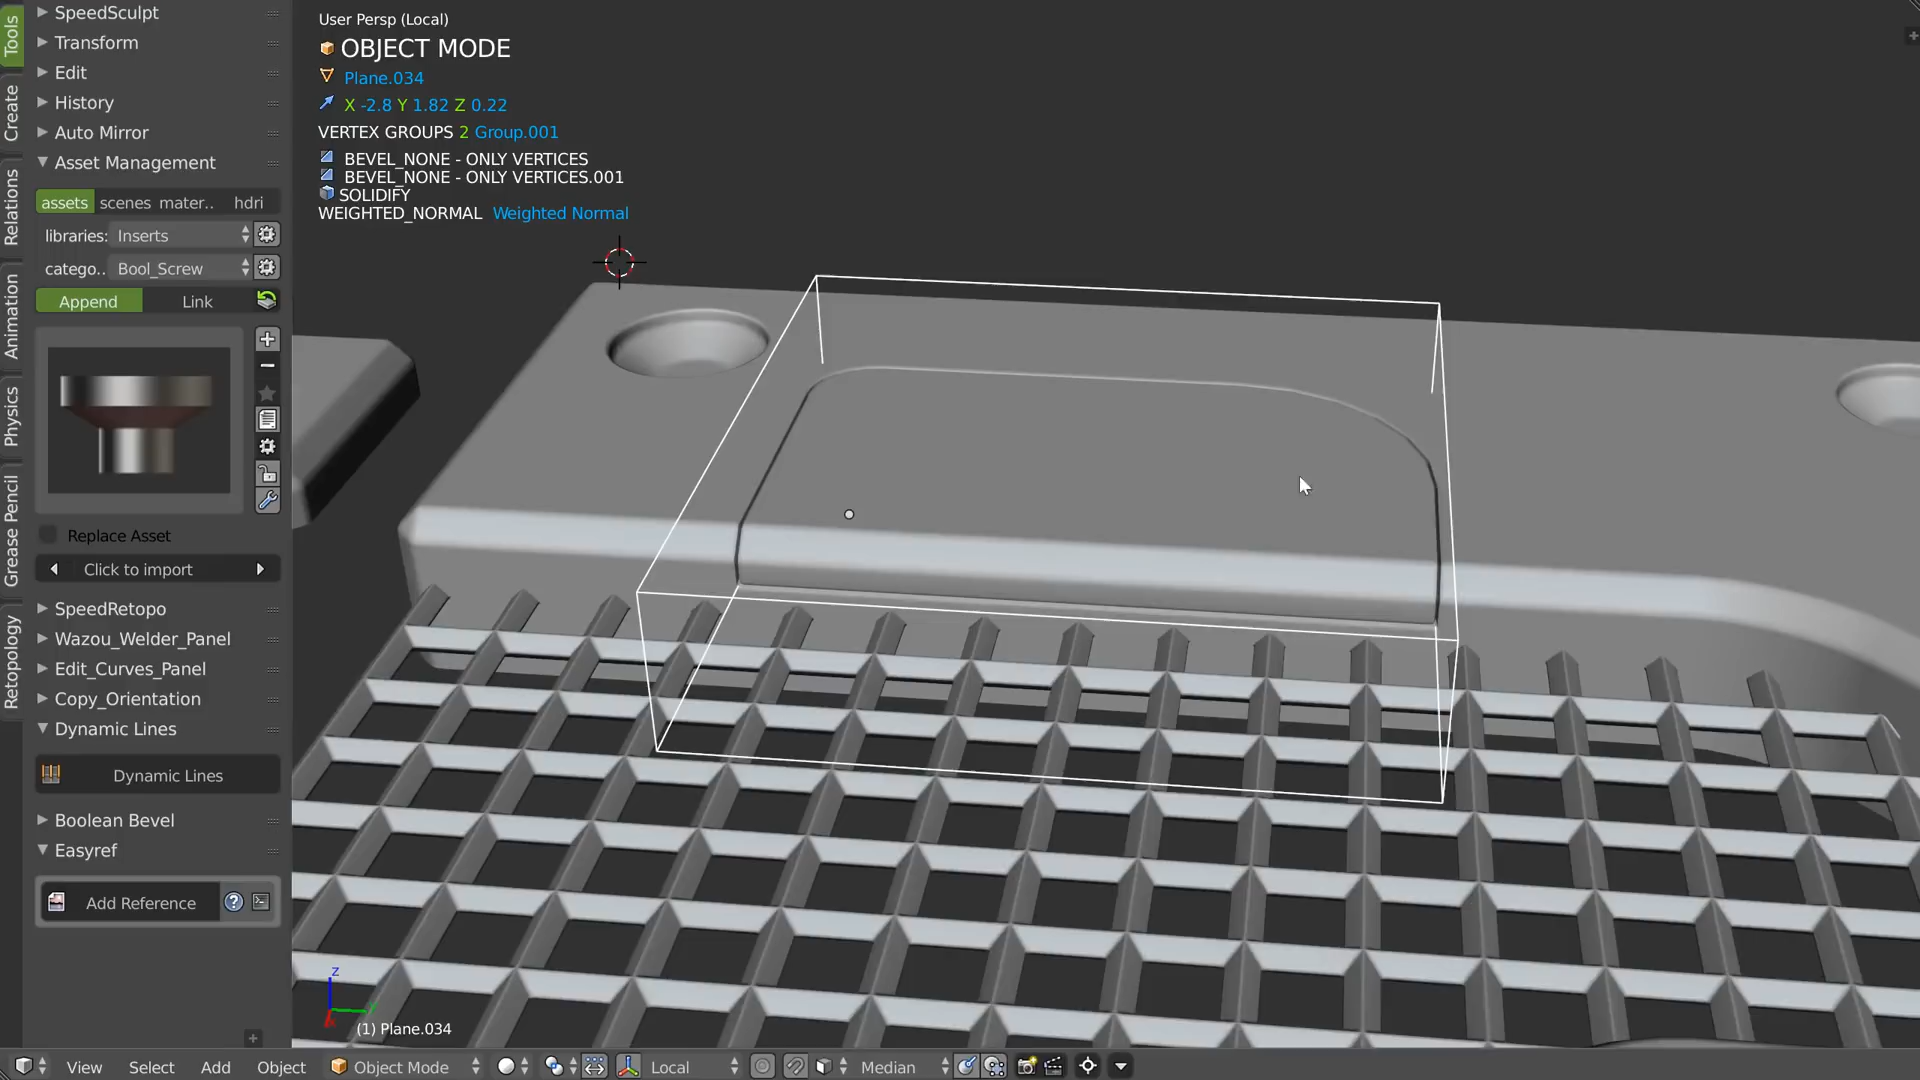 Tools
Create
Relations
Animation
Physics
Grease Pencil
Retopology
SpeedSculpt
Transform
Edit
History
Auto Mirror
Asset Management
assets scenes mater.. hdri
libraries: Inserts
catego.. Bool_Screw
Append Link
Replace Asset
Click to import
SpeedRetopo
Wazou_Welder_Panel
Edit_Curves_Panel
Copy_Orientation
Dynamic Lines
Dynamic Lines
Boolean Bevel
Easyref
Add Reference
User Persp (Local)
OBJECT MODE
Plane.034
X -2.8 Y 1.82 Z 0.22
VERTEX GROUPS 2 Group.001
BEVEL_NONE - ONLY VERTICES
BEVEL_NONE - ONLY VERTICES.001
SOLIDIFY
WEIGHTED_NORMAL Weighted Normal
z
(1) Plane.034
View Select Add Object Object Mode Local Median